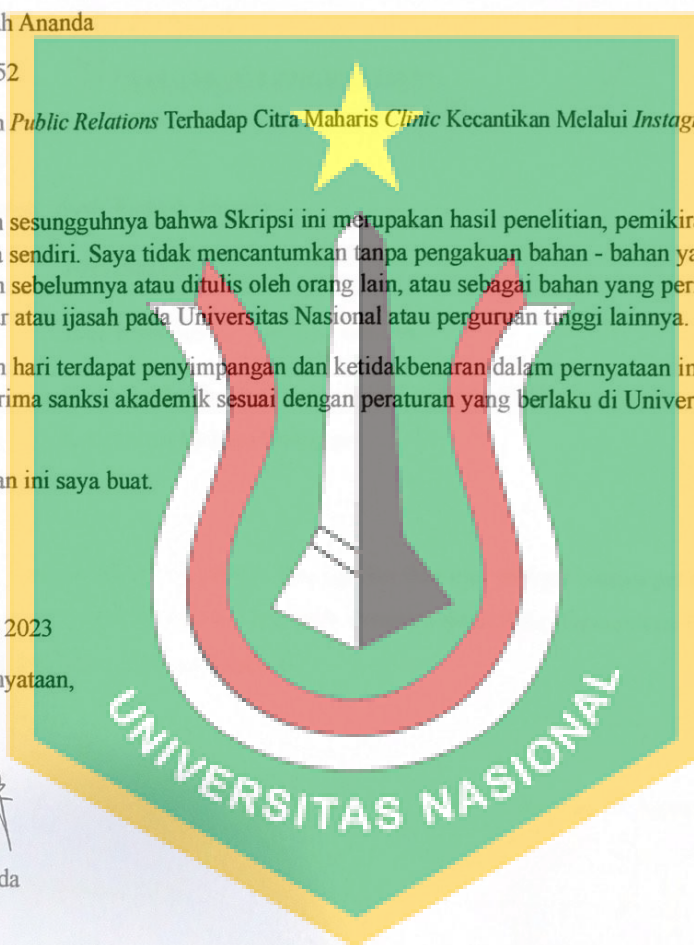 h Ananda
52
n Public Relations Terhadap Citra Maharis Clinic Kecantikan Melalui Instag
n sesungguhnya bahwa Skripsi ini merupakan hasil penelitian, pemikira
a sendiri. Saya tidak mencantumkan tanpa pengakuan bahan - bahan ya
n sebelumnya atau ditulis oleh orang lain, atau sebagai bahan yang per
r atau ijasah pada Universitas Nasional atau perguruan tinggi lainnya.
n hari terdapat penyimpangan dan ketidakbenaran dalam pernyataan in
rima sanksi akademik sesuai dengan peraturan yang berlaku di Univer
an ini saya buat.
2023
nyataan,
da
UNIVERSITAS NASIONAL